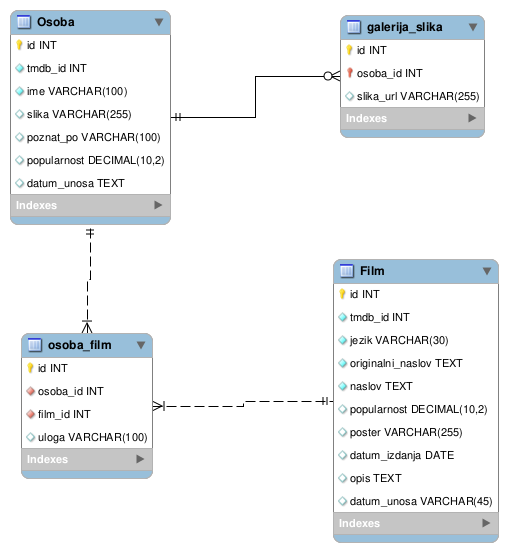 Osoba
id INT
tmdb_id INT
ime VARCHAR(100)
slika VARCHAR(255)
poznat_po VARCHAR(100)
popularnost DECIMAL(10,2)
datum_unosa TEXT
Indexes
galerija_slika
id INT
osoba_id INT
slika_url VARCHAR(255)
Indexes
osoba_film
id INT
osoba_id INT
film_id INT
uloga VARCHAR(100)
Indexes
Film
id INT
tmdb_id INT
jezik VARCHAR(30)
originalni_naslov TEXT
naslov TEXT
popularnost DECIMAL(10,2)
poster VARCHAR(255)
datum_izdanja DATE
opis TEXT
datum_unosa VARCHAR(45)
Indexes